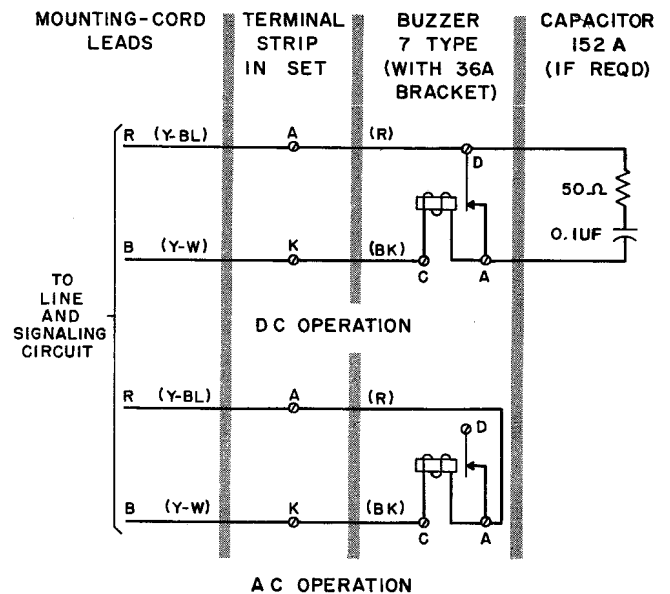 MOUNTING-CORD
LEADS
TERMINAL
STRIP
IN SET
BUZZER
7 TYPE
(WITH 36A
BRACKET)
CAPACITOR
152 A
(IF REQD)
R (Y-BL) A (R)
D
50Ω
0.1UF
B (Y-W) K (BK)
C A
TO
LINE
AND
SIGNALING
CIRCUIT
DC OPERATION
R (Y-BL) A (R)
D
B (Y-W) K (BK)
C A
AC OPERATION